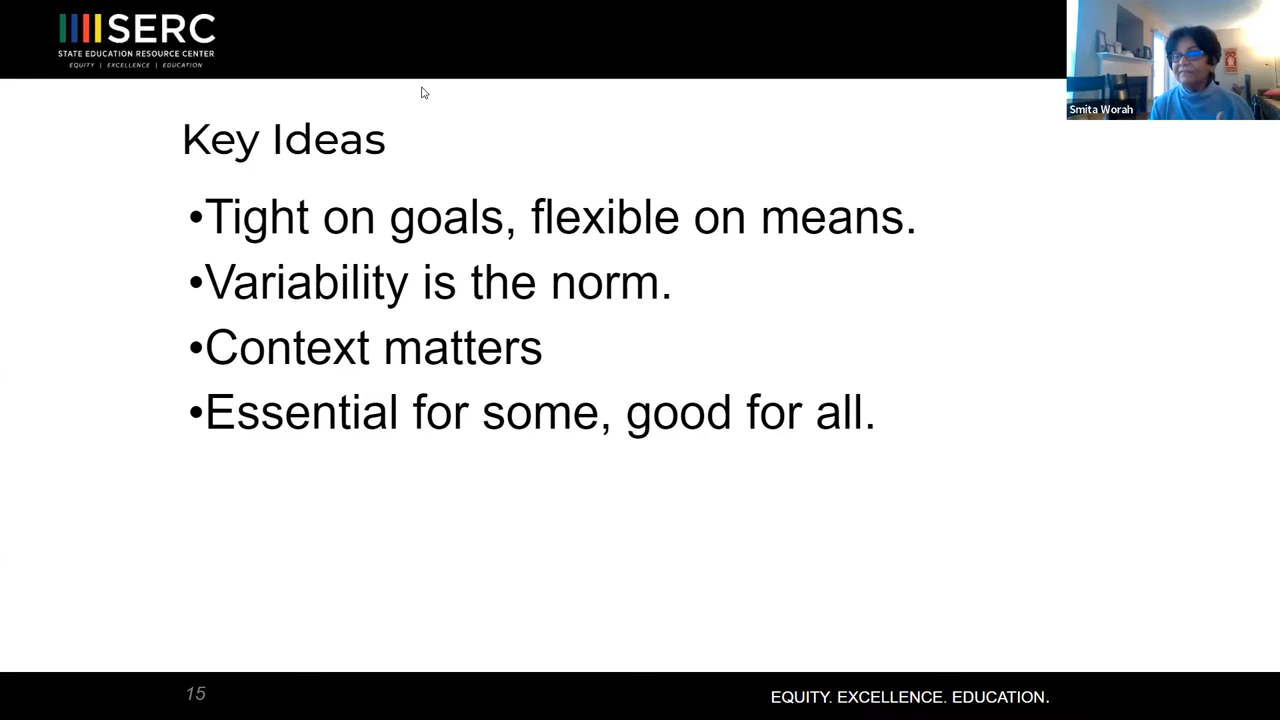 SERC
STATE EDUCATION RESOURCE CENTER
EQUITY | EXCELLENCE | EDUCATION
Smita Worah
Key Ideas
•Tight on goals, flexible on means.
•Variability is the norm.
•Context matters
•Essential for some, good for all.
15
EQUITY. EXCELLENCE. EDUCATION.